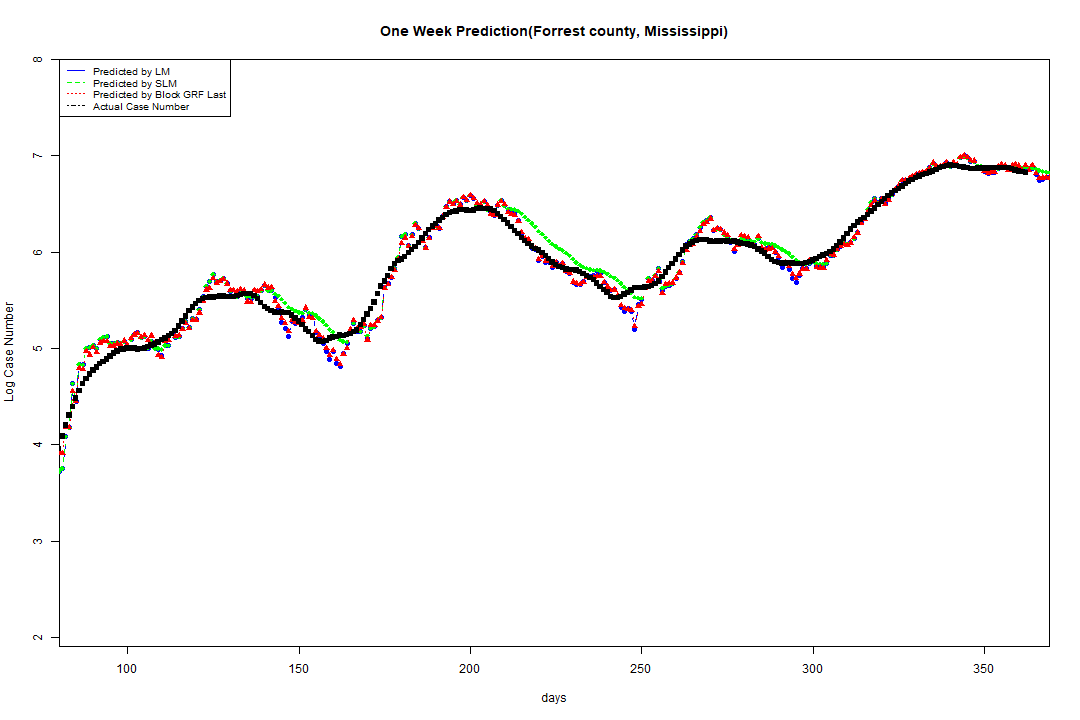 One Week Prediction(Forrest county, Mississippi)
Predicted by LM
Predicted by SLM
Predicted by Block GRF Last
Actual Case Number
8
7
6
5
4
3
2
Log Case Number
100 150 200 250 300 350
days